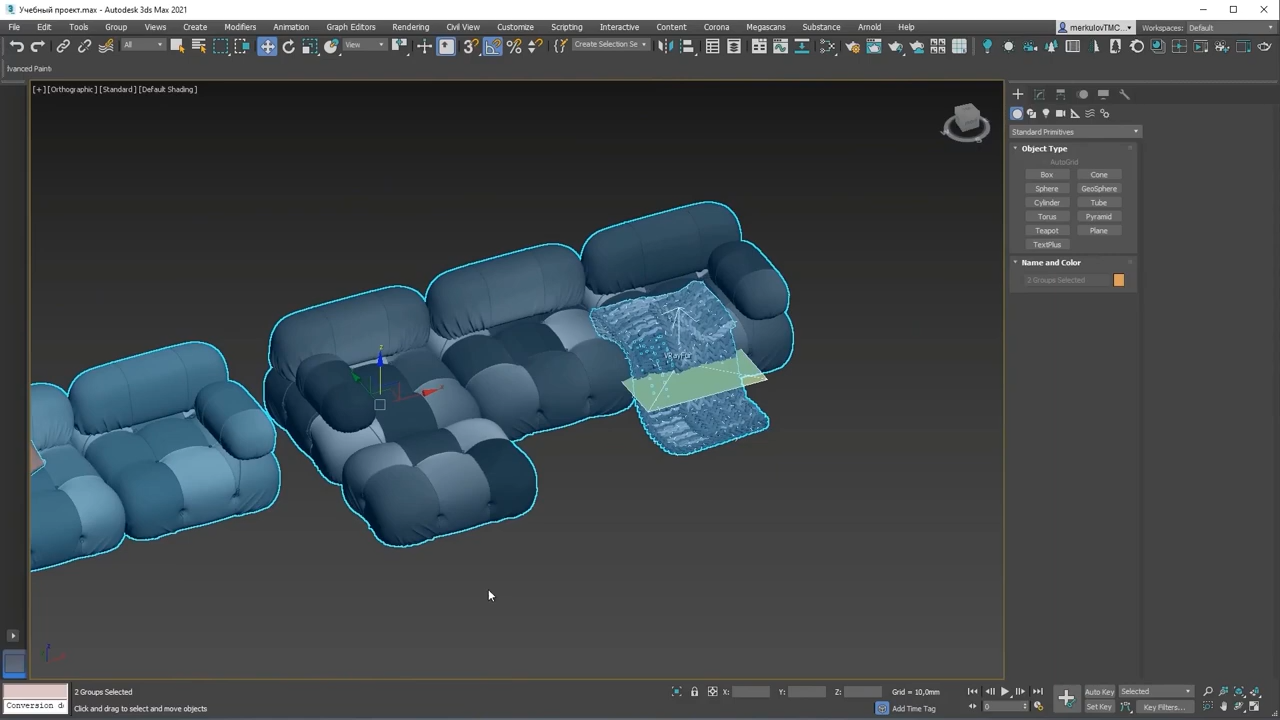 Учебный проект.max - Autodesk 3ds Max 2021
File Edit Tools Group Views Create Modifiers Animation Graph Editors Rendering Civil View Customize Scripting Interactive Content Corona Megascans Substance Arnold Help
merkulovTMC... Workspaces: Default
All View Create Selection Se
lvanced Paint
[+] [Orthographic] [Standard] [Default Shading]
Standard Primitives
Object Type
AutoGrid
Box Cone
Sphere GeoSphere
Cylinder Tube
Torus Pyramid
Teapot Plane
TextPlus
Name and Color
2 Groups Selected
VRayFur
z
2 Groups Selected X: Y: Z: Grid = 10,0mm Auto Key Selected
Conversion d Click and drag to select and move objects Add Time Tag 0 Set Key Key Filters...